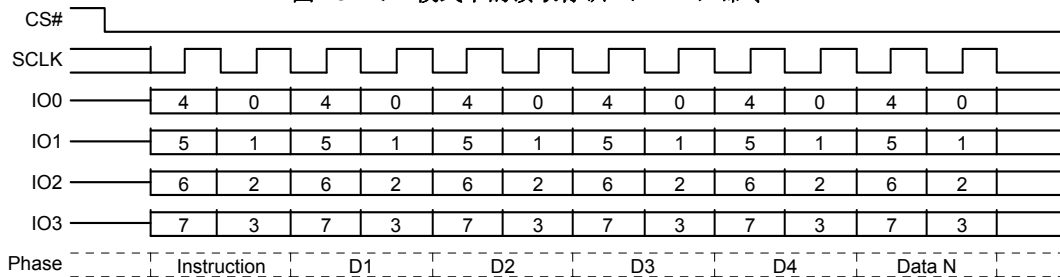 CS#
SCLK
IO0 4 0 4 0 4 0 4 0 4 0 4 0
IO1 5 1 5 1 5 1 5 1 5 1 5 1
IO2 6 2 6 2 6 2 6 2 6 2 6 2
IO3 7 3 7 3 7 3 7 3 7 3 7 3
Phase Instruction D1 D2 D3 D4 Data N